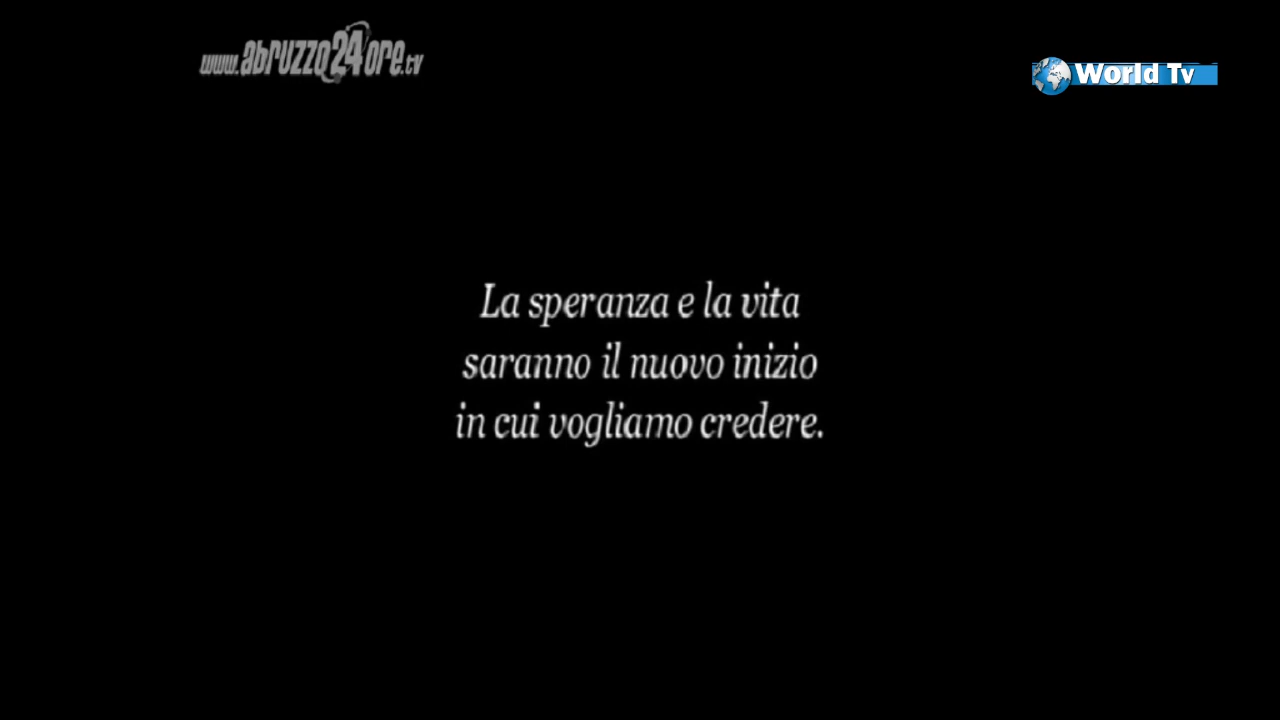 www.abruzzo24ore.tv
World Tv
La speranza e la vita
saranno il nuovo inizio
in cui vogliamo credere.